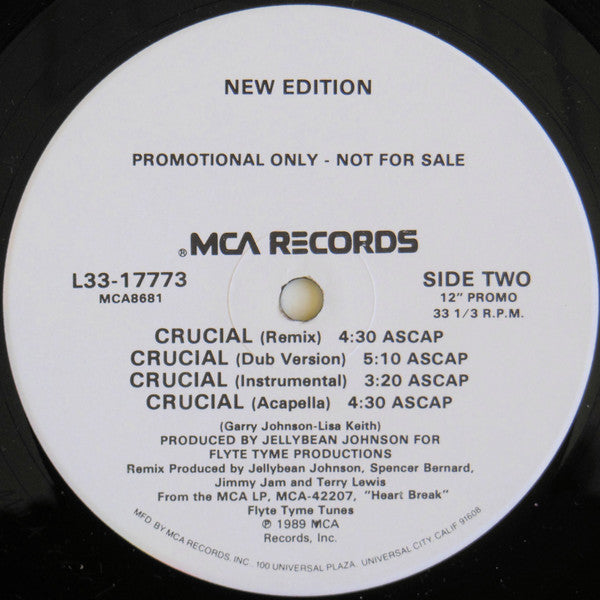 NEW EDITION
PROMOTIONAL ONLY - NOT FOR SALE
® MCA RECORDS
L33-17773
MCA8681
SIDE TWO
12" PROMO
33 1/3 R.P.M.
CRUCIAL (Remix) 4:30 ASCAP
CRUCIAL (Dub Version) 5:10 ASCAP
CRUCIAL (Instrumental) 3:20 ASCAP
CRUCIAL (Acapella) 4:30 ASCAP
(Garry Johnson-Lisa Keith)
PRODUCED BY JELLYBEAN JOHNSON FOR
FLYTE TYME PRODUCTIONS
Remix Produced by Jellybean Johnson, Spencer Bernard,
Jimmy Jam and Terry Lewis
From the MCA LP, MCA-42207, "Heart Break"
Flyte Tyme Tunes
℗ 1989 MCA
Records, Inc.
MFD. BY MCA RECORDS, INC. 100 UNIVERSAL PLAZA, UNIVERSAL CITY, CALIF 91608